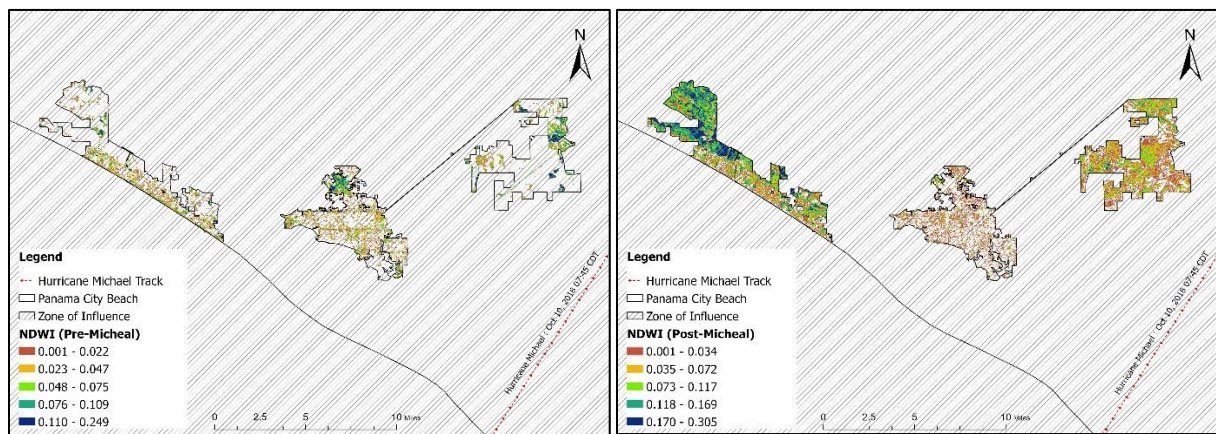 N
Legend
Hurricane Michael Track
Panama City Beach
Zone of Influence
NDWI (Pre-Micheal)
0.001 - 0.022
0.023 - 0.047
0.048 - 0.075
0.076 - 0.109
0.110 - 0.249
0 2.5 5 10 Miles
Hurricane Michael : Oct 10, 2018 07:45 CDT
N
Legend
Hurricane Michael Track
Panama City Beach
Zone of Influence
NDWI (Post-Micheal)
0.001 - 0.034
0.035 - 0.072
0.073 - 0.117
0.118 - 0.169
0.170 - 0.305
0 2.5 5 10 Miles
Hurricane Michael : Oct 10, 2018 07:45 CDT